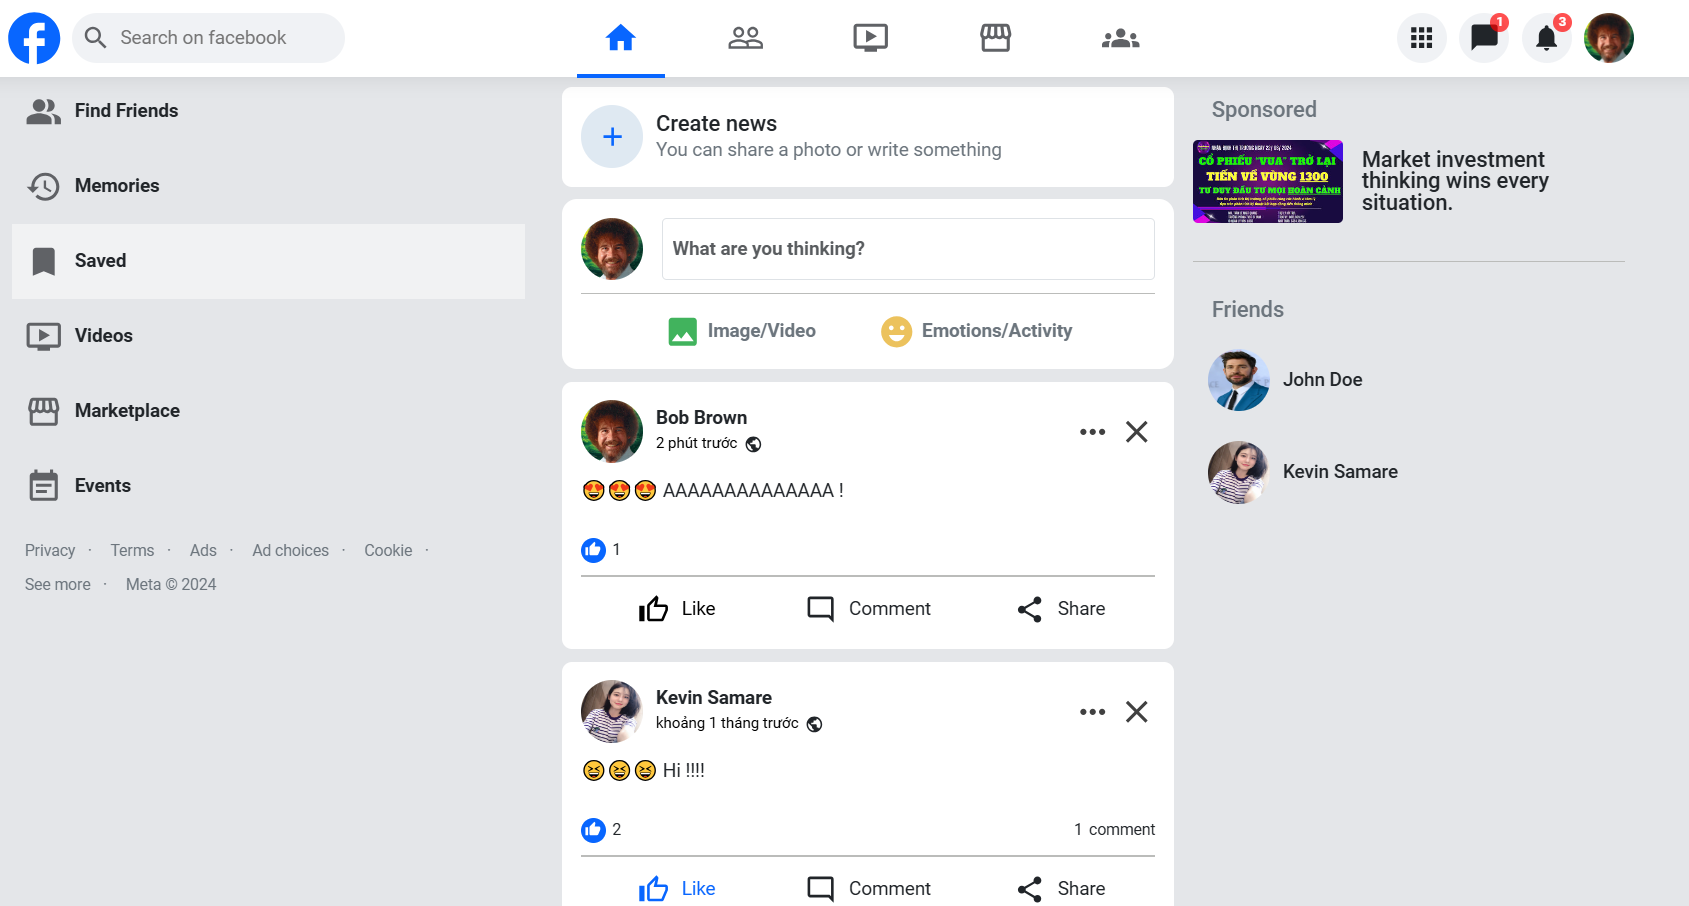 Search on facebook
1
3
Find Friends
Memories
Saved
Videos
Marketplace
Events
Privacy · Terms · Ads · Ad choices · Cookie ·
See more · Meta © 2024
Create news
You can share a photo or write something
What are you thinking?
Image/Video
Emotions/Activity
Bob Brown
2 phút trước
😍😍😍 AAAAAAAAAAAAAA !
1
Like
Comment
Share
Kevin Samare
khoảng 1 tháng trước
😆😆😆 Hi !!!!
2
1 comment
Like
Comment
Share
Sponsored
CỔ PHIẾU "VUA" TRỞ LẠI
TIẾN VỀ VÙNG 1300
TƯ DUY ĐẦU TƯ MỌI HOÀN CẢNH
Market investment
thinking wins every
situation.
Friends
John Doe
Kevin Samare